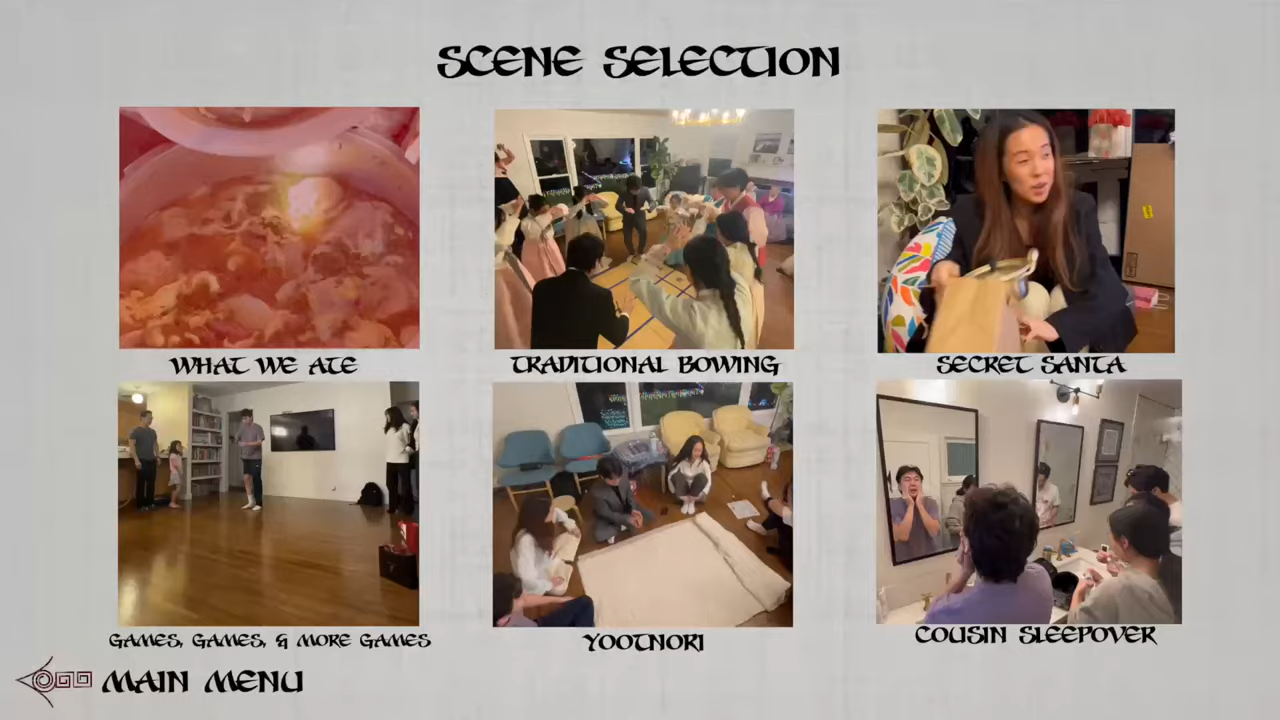 SCENE SELECTION
WHAT WE ATE
TRADITIONAL BOWING
SECRET SANTA
GAMES, GAMES, & MORE GAMES
YOOTNORI
COUSIN SLEEPOVER
MAIN MENU